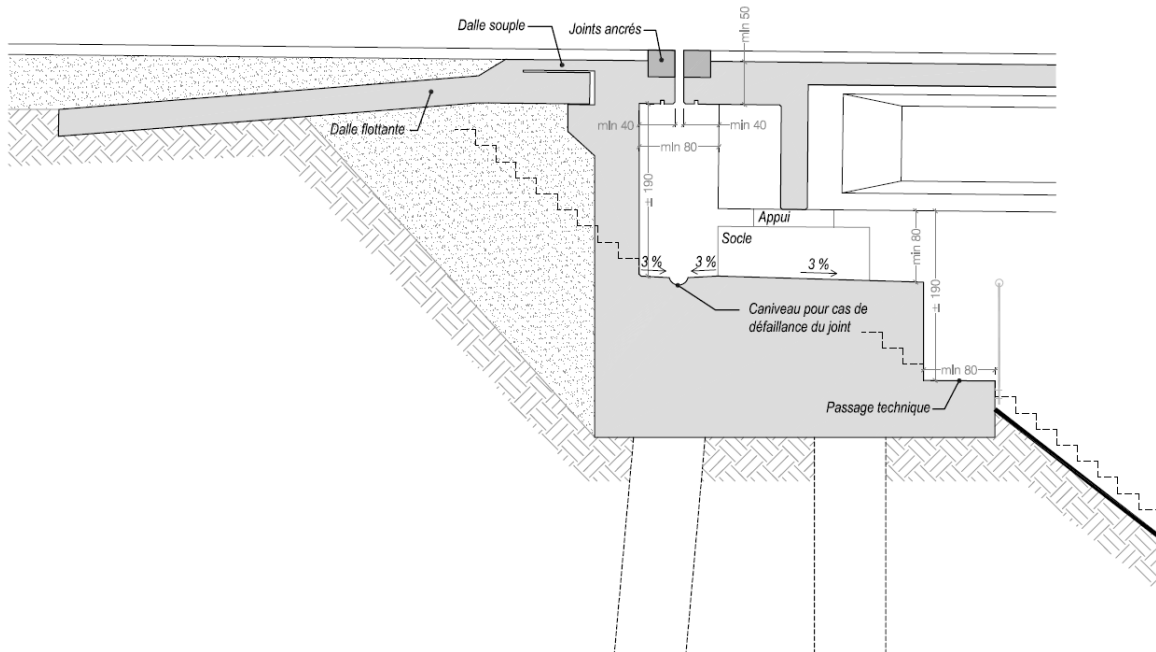 Dalle souple
Joints ancrés
min 50
Dalle flottante
min 40
min 40
min 80
± 190
Appui
Socle
min 80
3 %
3 %
3 %
± 190
Caniveau pour cas de
défaillance du joint
min 80
Passage technique